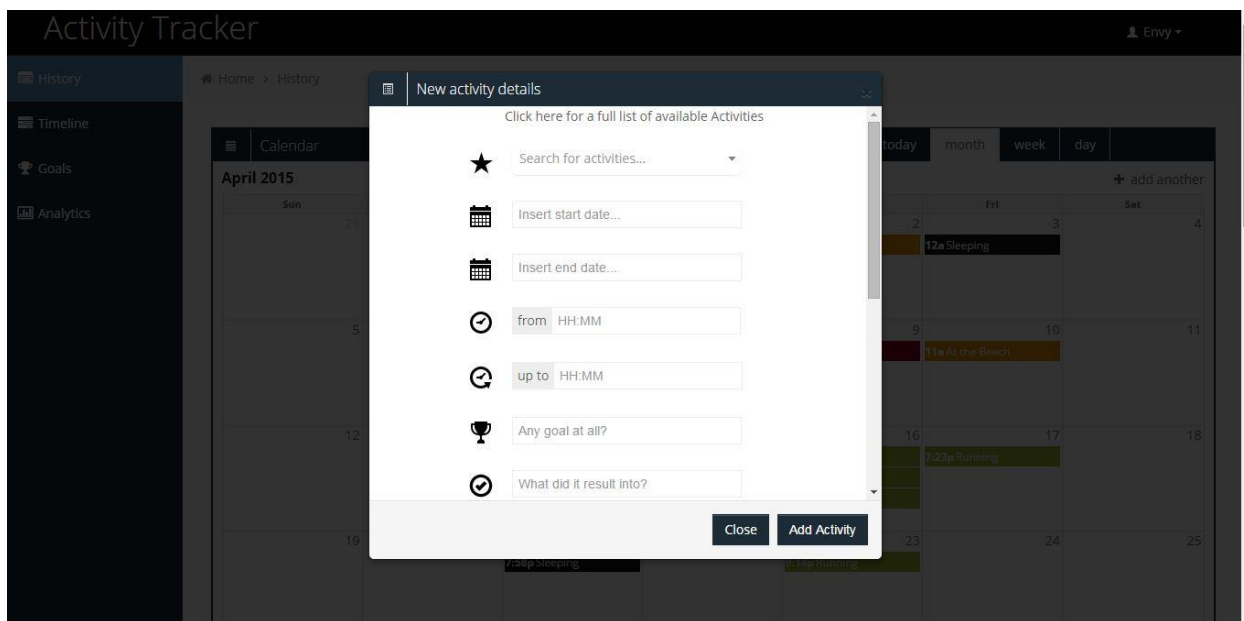 Activity Tracker
Envy
History
Home > History
New activity details
Timeline
Click here for a full list of available Activities
Calendar
today month week day
Search for activities...
Goals
April 2015
+ add another
Analytics
Sun Fri Sat
Insert start date...
2 3 4
12a Sleeping
Insert end date...
from HH:MM
5 9 10 11
11a At the Beach
up to HH:MM
Any goal at all?
12 16 17 18
7:23p Running
What did it result into?
Close Add Activity
19 23 24 25
7:58p Sleeping
9:14p Running